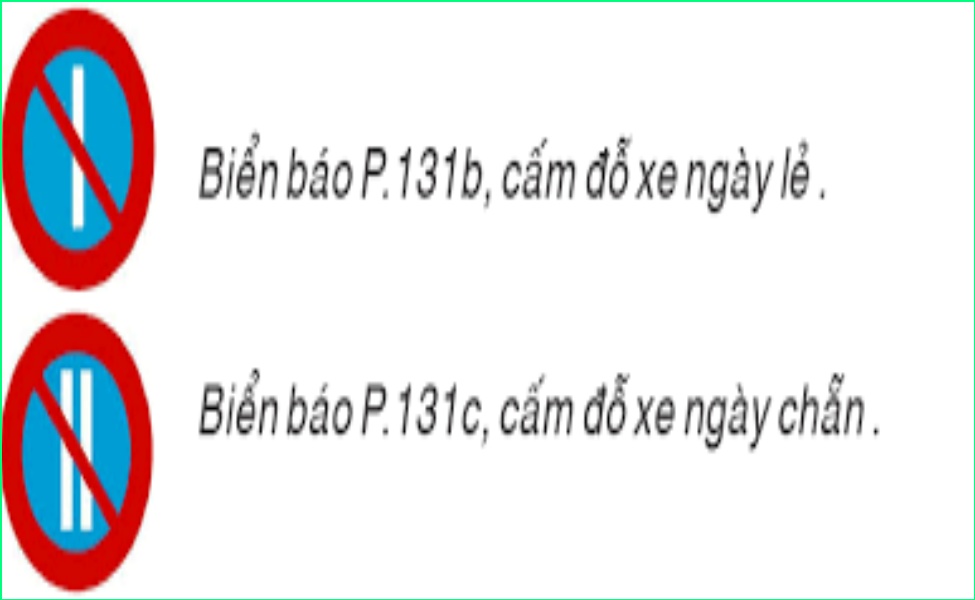 Biển báo P.131b, cấm đỗ xe ngày lẻ .
Biển báo P.131c, cấm đỗ xe ngày chẵn .